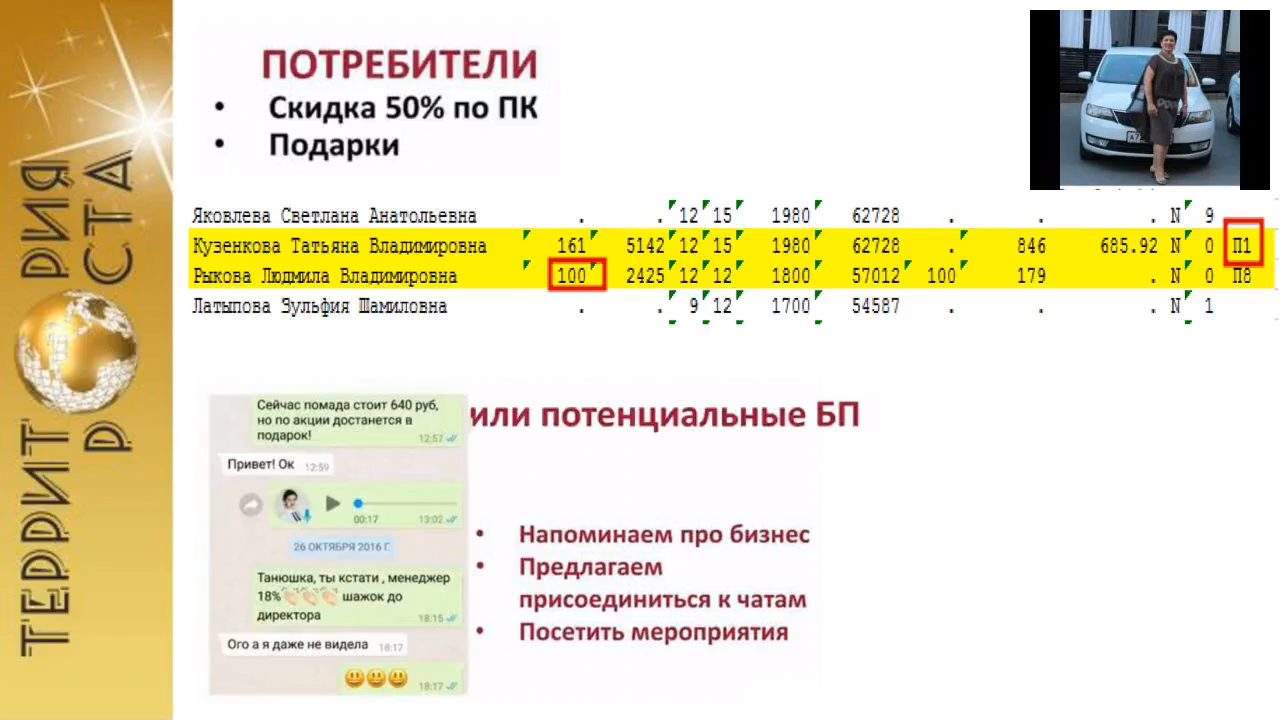 ТЕРРИТ РИЯ
Р СТА
ПОТРЕБИТЕЛИ
• Скидка 50% по ПК
• Подарки
Яковлева Светлана Анатольевна . . 12 15 1980 62728 . . . N 9
Кузенкова Татьяна Владимировна 161 5142 12 15 1980 62728 . 846 685.92 N 0 П1
Рыкова Людмила Владимировна 100 2425 12 12 1800 57012 100 179 . N 0 П8
Латыпова Зульфия Шамиловна . . 9 12 1700 54587 . . . N 1
или потенциальные БП
Сейчас помада стоит 640 руб,
но по акции достанется в
подарок!
12:57
Привет! Ок 12:59
00:17 13:02
26 ОКТЯБРЯ 2016 Г.
Танюшка, ты кстати , менеджер
18%👏🏻👏🏻👏🏻 шажок до
директора
18:15
Ого а я даже не видела 18:17
😃😃😃 18:17
• Напоминаем про бизнес
• Предлагаем
присоединиться к чатам
• Посетить мероприятия